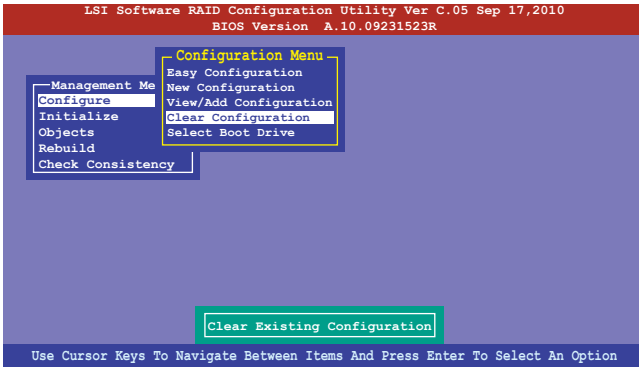 LSI Software RAID Configuration Utility Ver C.05 Sep 17,2010
BIOS Version A.10.09231523R
Management Me
Configure
Initialize
Objects
Rebuild
Check Consistency
Configuration Menu
Easy Configuration
New Configuration
View/Add Configuration
Clear Configuration
Select Boot Drive
Clear Existing Configuration
Use Cursor Keys To Navigate Between Items And Press Enter To Select An Option